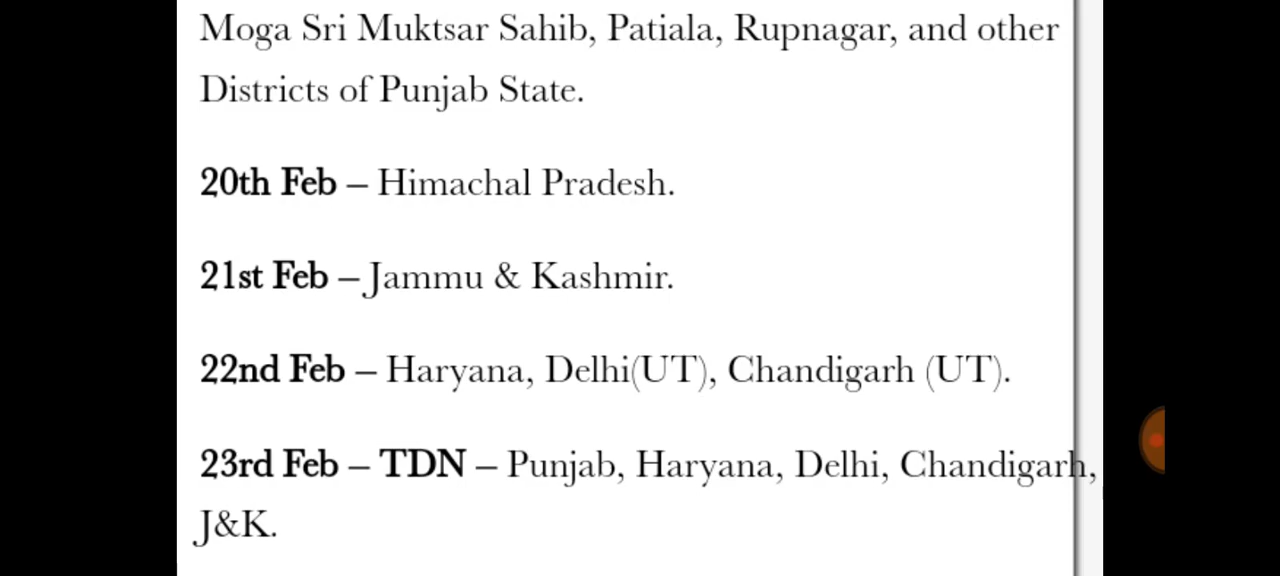 Moga Sri Muktsar Sahib, Patiala, Rupnagar, and other
Districts of Punjab State.
20th Feb – Himachal Pradesh.
21st Feb – Jammu & Kashmir.
22nd Feb – Haryana, Delhi(UT), Chandigarh (UT).
23rd Feb – TDN – Punjab, Haryana, Delhi, Chandigarh,
J&K.